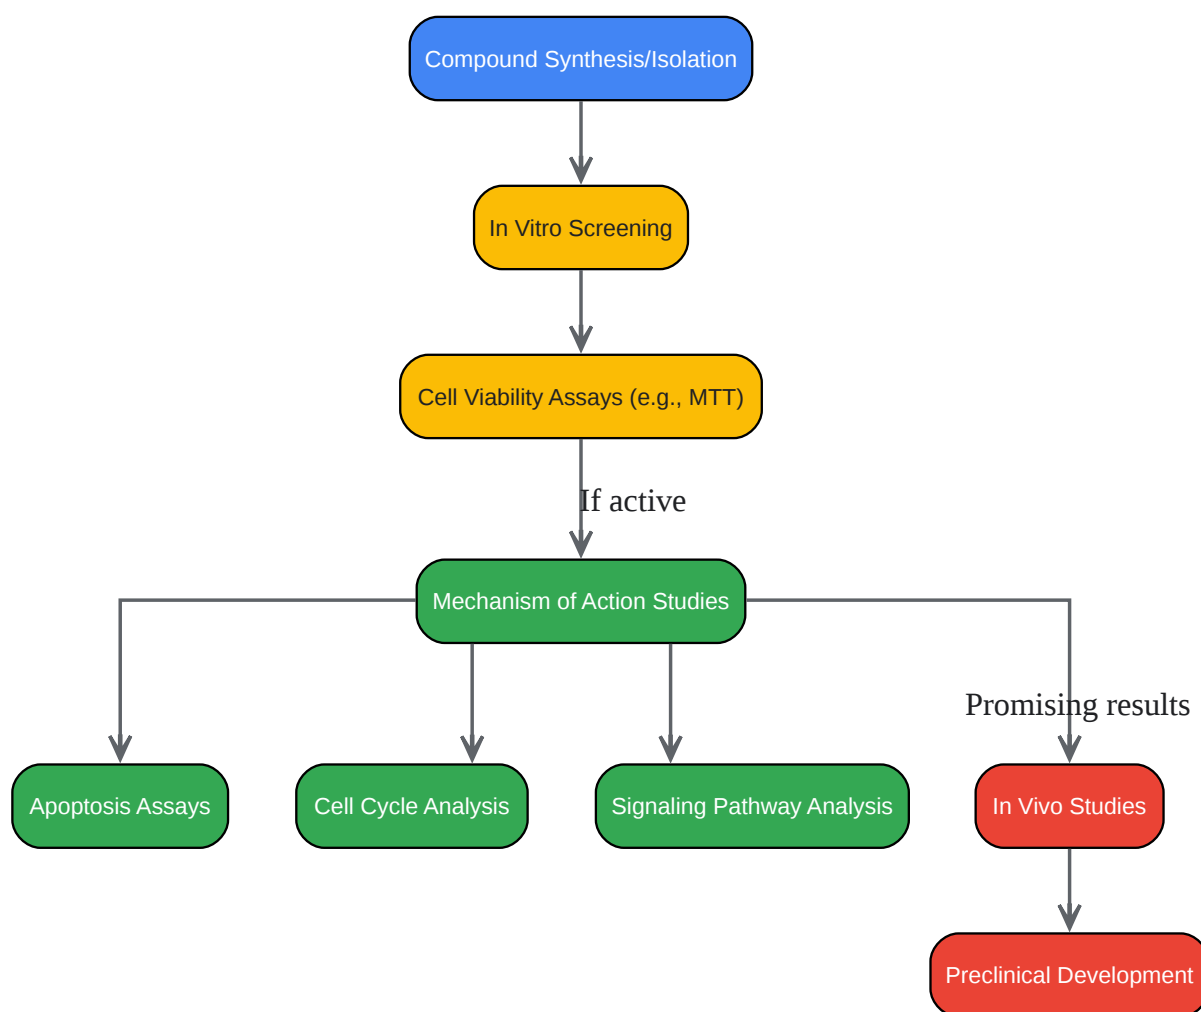 Compound Synthesis/Isolation
In Vitro Screening
Cell Viability Assays (e.g., MTT)
If active
Mechanism of Action Studies
Promising results
Apoptosis Assays
Cell Cycle Analysis
Signaling Pathway Analysis
In Vivo Studies
Preclinical Development